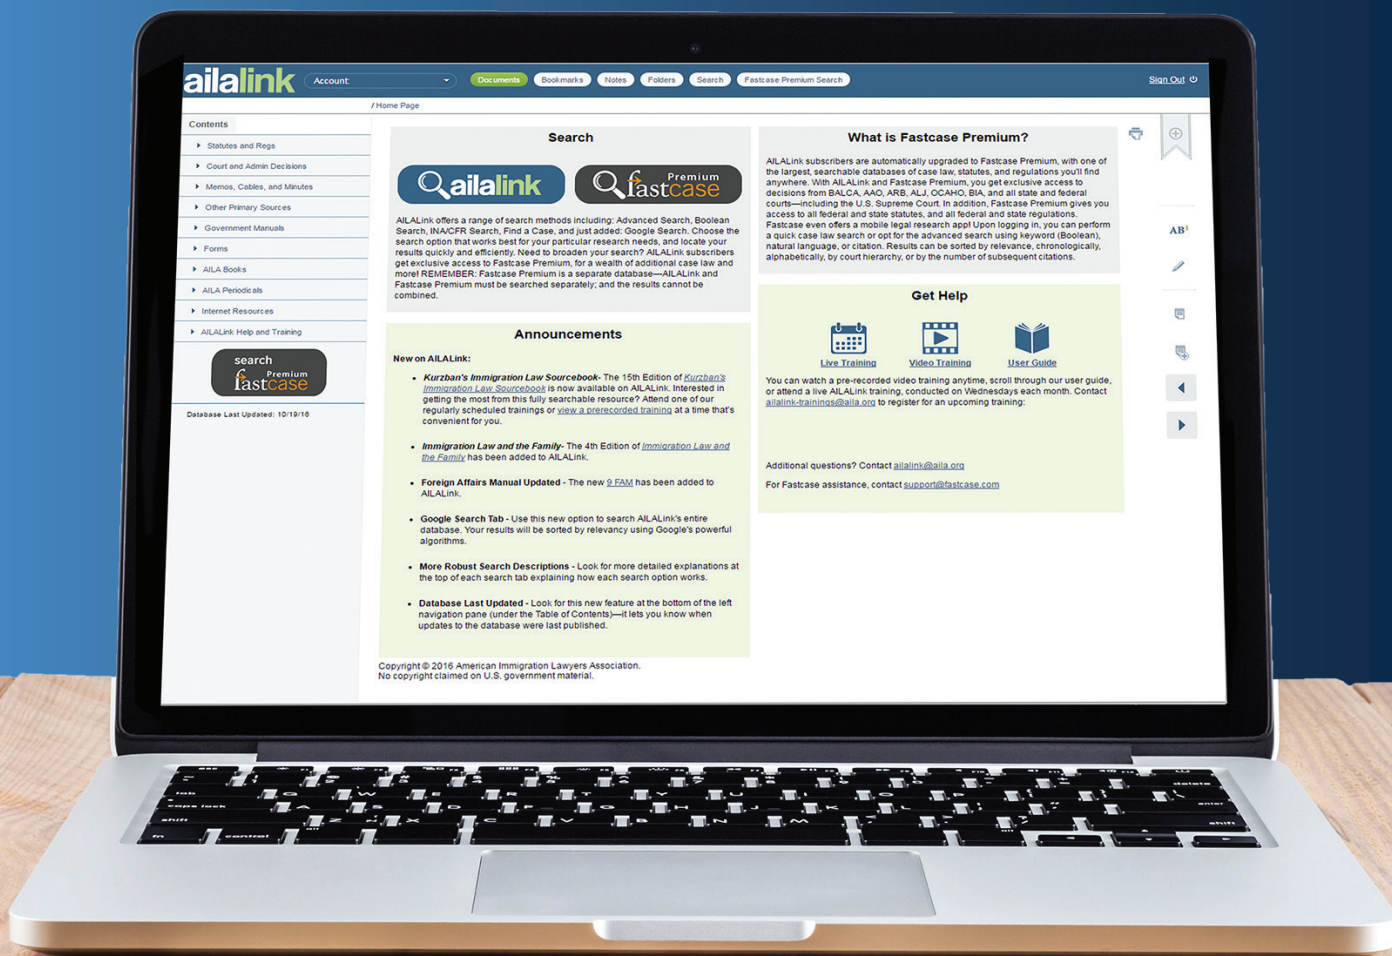 ailalink
Account:
Documents
Bookmarks
Notes
Folders
Search
Fastcase Premium Search
Sign Out
/ Home Page
Contents
Statutes and Regs
Court and Admin Decisions
Memos, Cables, and Minutes
Other Primary Sources
Government Manuals
Forms
AILA Books
AILA Periodicals
Internet Resources
AILALink Help and Training
search
Premium
fastcase
Database Last Updated: 10/19/16
Search
ailalink
Premium
fastcase
AILALink offers a range of search methods including: Advanced Search, Boolean
Search, INA/CFR Search, Find a Case, and just added: Google Search. Choose the
search option that works best for your particular research needs, and locate your
results quickly and efficiently. Need to broaden your search? AILALink subscribers
get exclusive access to Fastcase Premium, for a wealth of additional case law and
more! REMEMBER: Fastcase Premium is a separate database—AILALink and
Fastcase Premium must be searched separately; and the results cannot be
combined.
Announcements
New on AILALink:
• Kurzban's Immigration Law Sourcebook- The 15th Edition of Kurzban's
Immigration Law Sourcebook is now available on AILALink. Interested in
getting the most from this fully searchable resource? Attend one of our
regularly scheduled trainings or view a prerecorded training at a time that's
convenient for you.
• Immigration Law and the Family- The 4th Edition of Immigration Law and
the Family has been added to AILALink.
• Foreign Affairs Manual Updated - The new 9 FAM has been added to
AILALink.
• Google Search Tab - Use this new option to search AILALink's entire
database. Your results will be sorted by relevancy using Google's powerful
algorithms.
• More Robust Search Descriptions - Look for more detailed explanations at
the top of each search tab explaining how each search option works.
• Database Last Updated - Look for this new feature at the bottom of the left
navigation pane (under the Table of Contents)—it lets you know when
updates to the database were last published.
Copyright © 2016 American Immigration Lawyers Association.
No copyright claimed on U.S. government material.
What is Fastcase Premium?
AILALink subscribers are automatically upgraded to Fastcase Premium, with one of
the largest, searchable databases of case law, statutes, and regulations you'll find
anywhere. With AILALink and Fastcase Premium, you get exclusive access to
decisions from BALCA, AAO, ARB, ALJ, OCAHO, BIA, and all state and federal
courts—including the U.S. Supreme Court. In addition, Fastcase Premium gives you
access to all federal and state statutes, and all federal and state regulations.
Fastcase even offers a mobile legal research app! Upon logging in, you can perform
a quick case law search or opt for the advanced search using keyword (Boolean),
natural language, or citation. Results can be sorted by relevance, chronologically,
alphabetically, by court hierarchy, or by the number of subsequent citations.
Get Help
Live Training
Video Training
User Guide
You can watch a pre-recorded video training anytime, scroll through our user guide,
or attend a live AILALink training, conducted on Wednesdays each month. Contact
ailalink-trainings@aila.org to register for an upcoming training:
Additional questions? Contact ailalink@aila.org
For Fastcase assistance, contact support@fastcase.com
AB
esc
tab
Q W E R T Y U I O P
delete
caps lock
A S D F G H J K L
enter
shift
Z X C V B N M
shift
fn
control
alt
alt